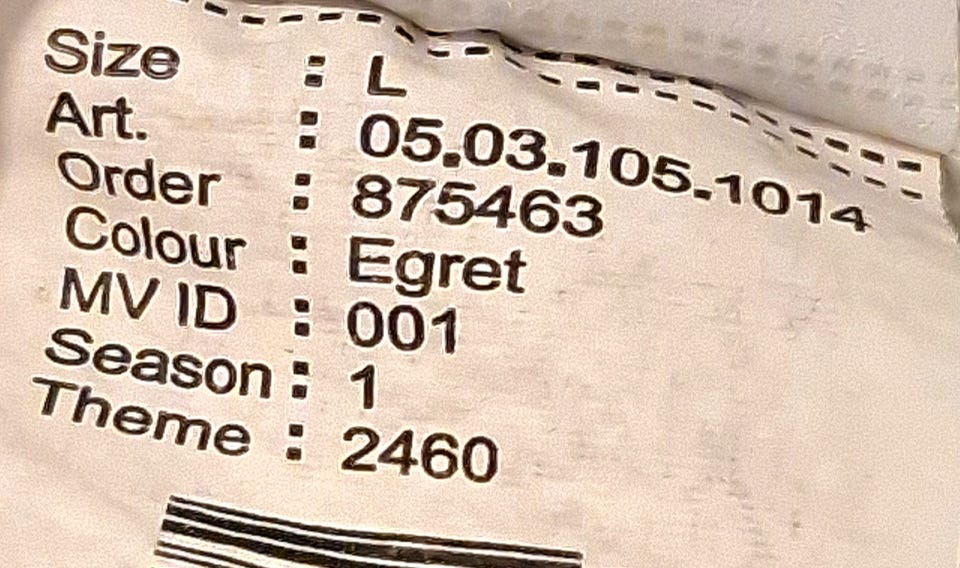 Size : L
Art. : 05.03.105.1014
Order : 875463
Colour : Egret
MV ID : 001
Season : 1
Theme : 2460